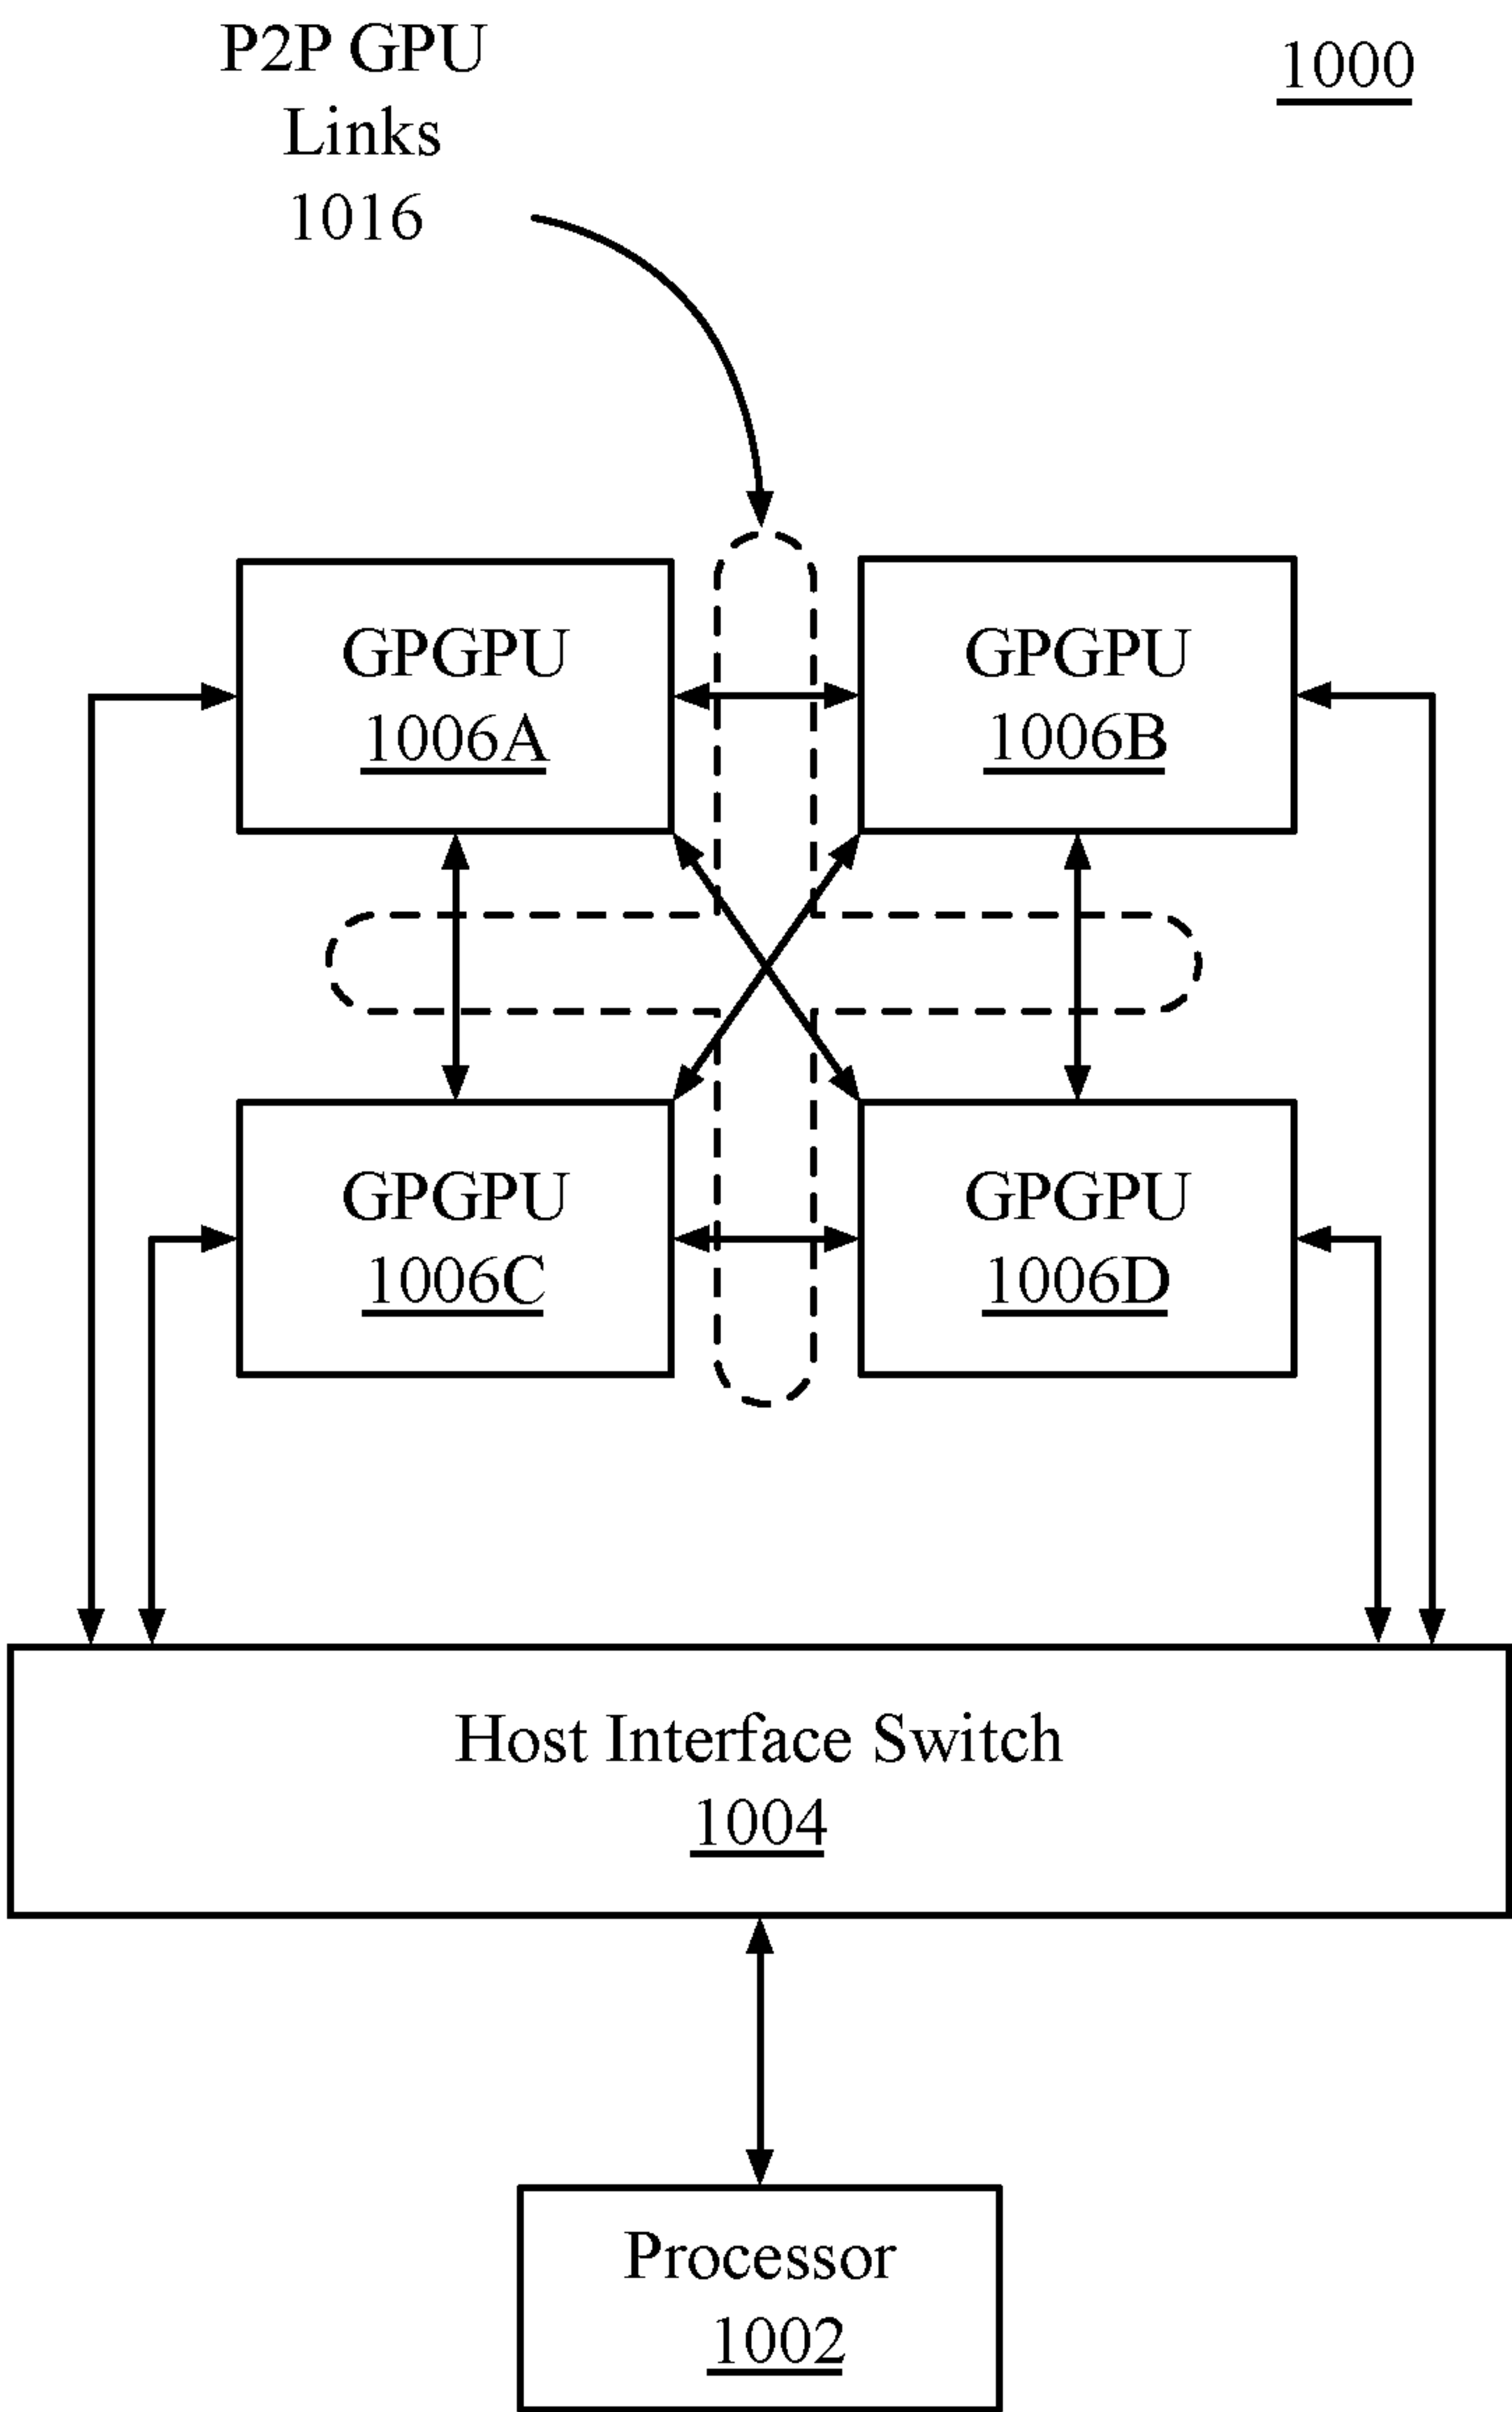 P2P GPU
Links
1016
1000
GPGPU
1006A
GPGPU
1006B
GPGPU
1006C
GPGPU
1006D
Host Interface Switch
1004
Processor
1002